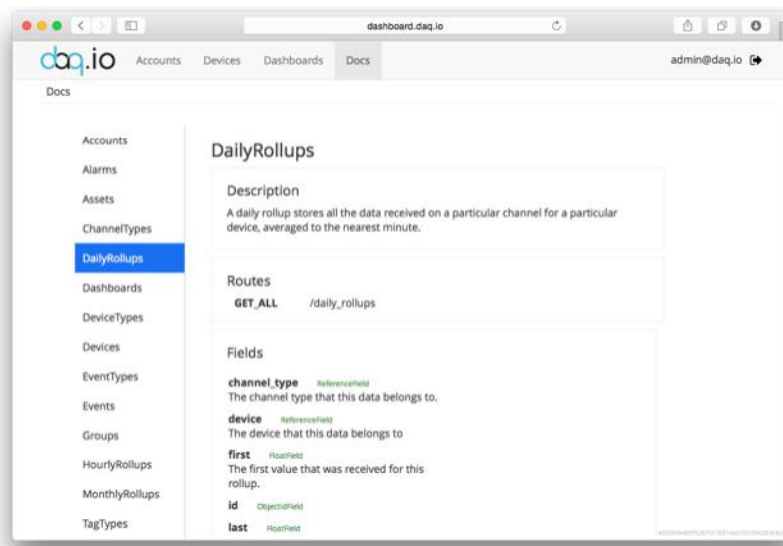 dashboard.daq.io
daq.io Accounts Devices Dashboards Docs admin@daq.io
Docs
Accounts
Alarms
Assets
ChannelTypes
DailyRollups
Dashboards
DeviceTypes
Devices
EventTypes
Events
Groups
HourlyRollups
MonthlyRollups
TagTypes
DailyRollups
Description
A daily rollup stores all the data received on a particular channel for a particular
device, averaged to the nearest minute.
Routes
GET_ALL /daily_rollups
Fields
channel_type ReferenceField
The channel type that this data belongs to.
device ReferenceField
The device that this data belongs to
first FloatField
The first value that was received for this
rollup.
id ObjectIdField
last FloatField